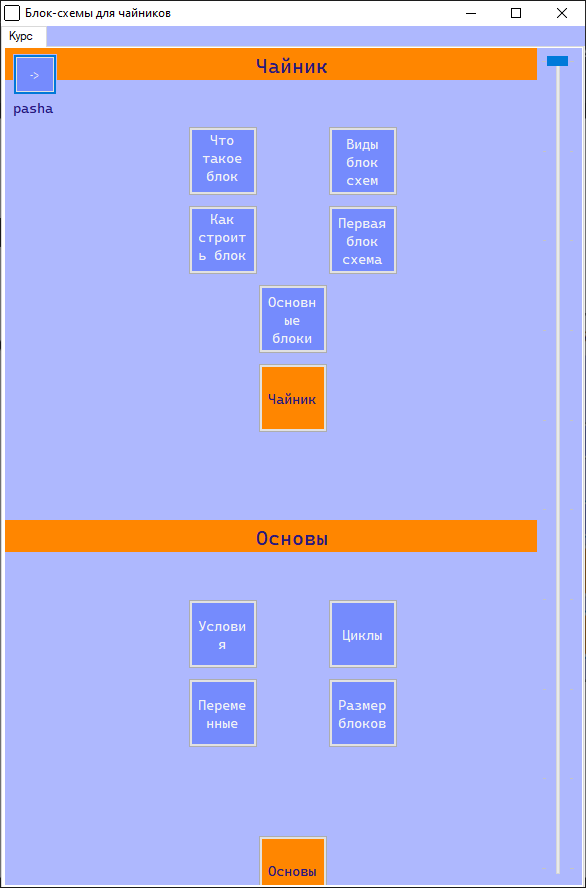 Блок-схемы для чайников
Курс
Чайник
->
pasha
Что
такое
блок
Виды
блок
схем
Как
строит
ь блок
Первая
блок
схема
Основн
ые
блоки
Чайник
Основы
Услови
я
Циклы
Переме
нные
Размер
блоков
Основы